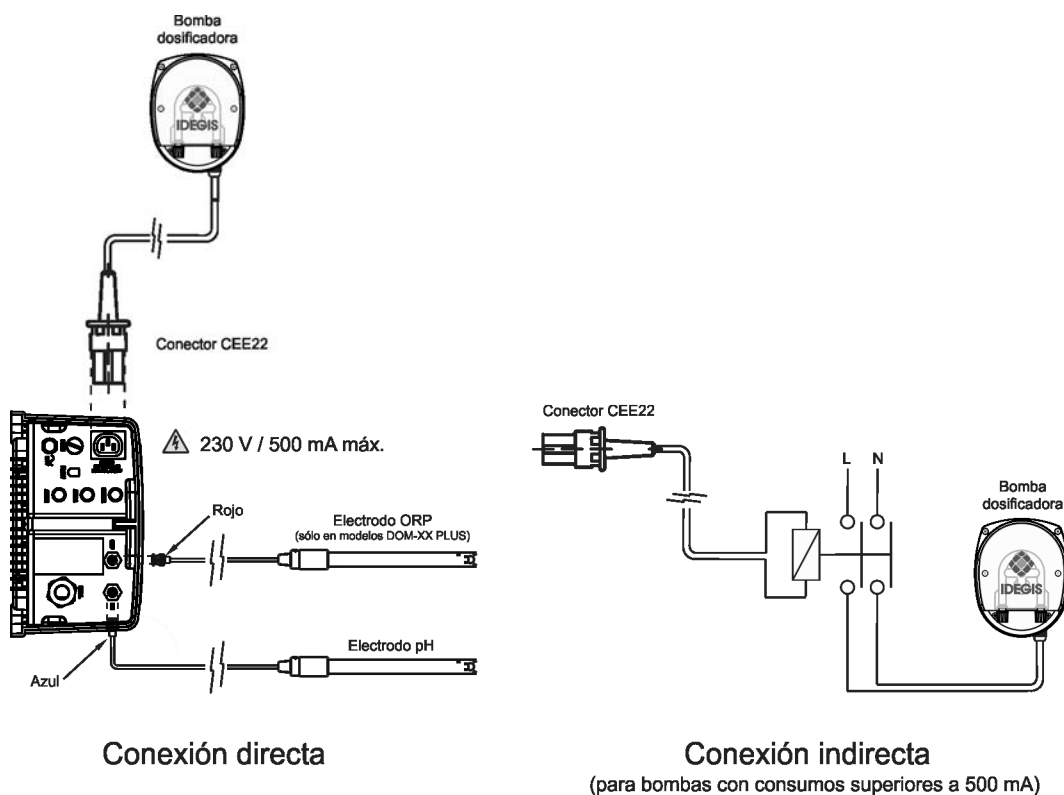 Bomba
dosificadora
IDEGIS
Conector CEE22
230 V / 500 mA máx.
Rojo
Electrodo ORP
(sólo en modelos DOM-XX PLUS)
Electrodo pH
Azul
Conexión directa
Conector CEE22
L N
Bomba
dosificadora
IDEGIS
Conexión indirecta
(para bombas con consumos superiores a 500 mA)